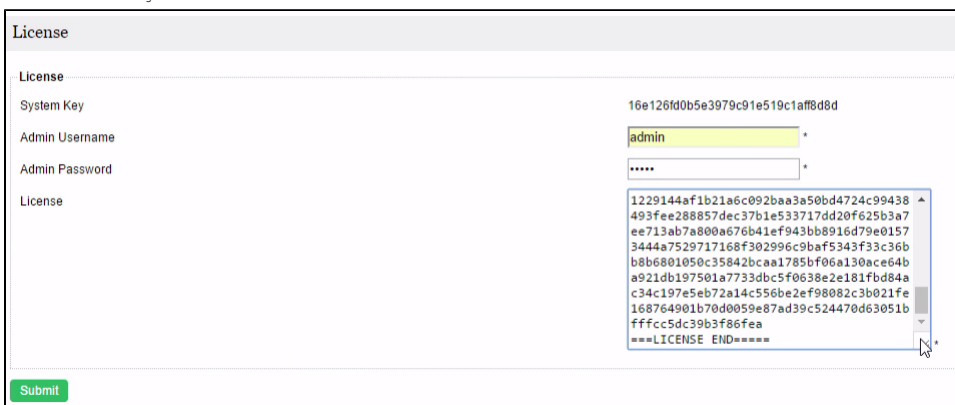 License
License
System Key 16e126fd0b5e3979c91e519c1aff8d8d
Admin Username admin *
Admin Password ••••• *
License
1229144af1b21a6c092baa3a50bd4724c99438
493fee288857dec37b1e533717dd20f625b3a7
ee713ab7a800a676b41ef943bb8916d79e0157
3444a7529717168f302996c9baf5343f33c36b
b8b6801050c35842bcaa1785bf06a130ace64b
a921db197501a7733dbc5f0638e2e181fbd84a
c34c197e5eb72a14c556be2ef98082c3b021fe
168764901b70d0059e87ad39c524470d63051b
fffcc5dc39b3f86fea
===LICENSE END===== *
Submit